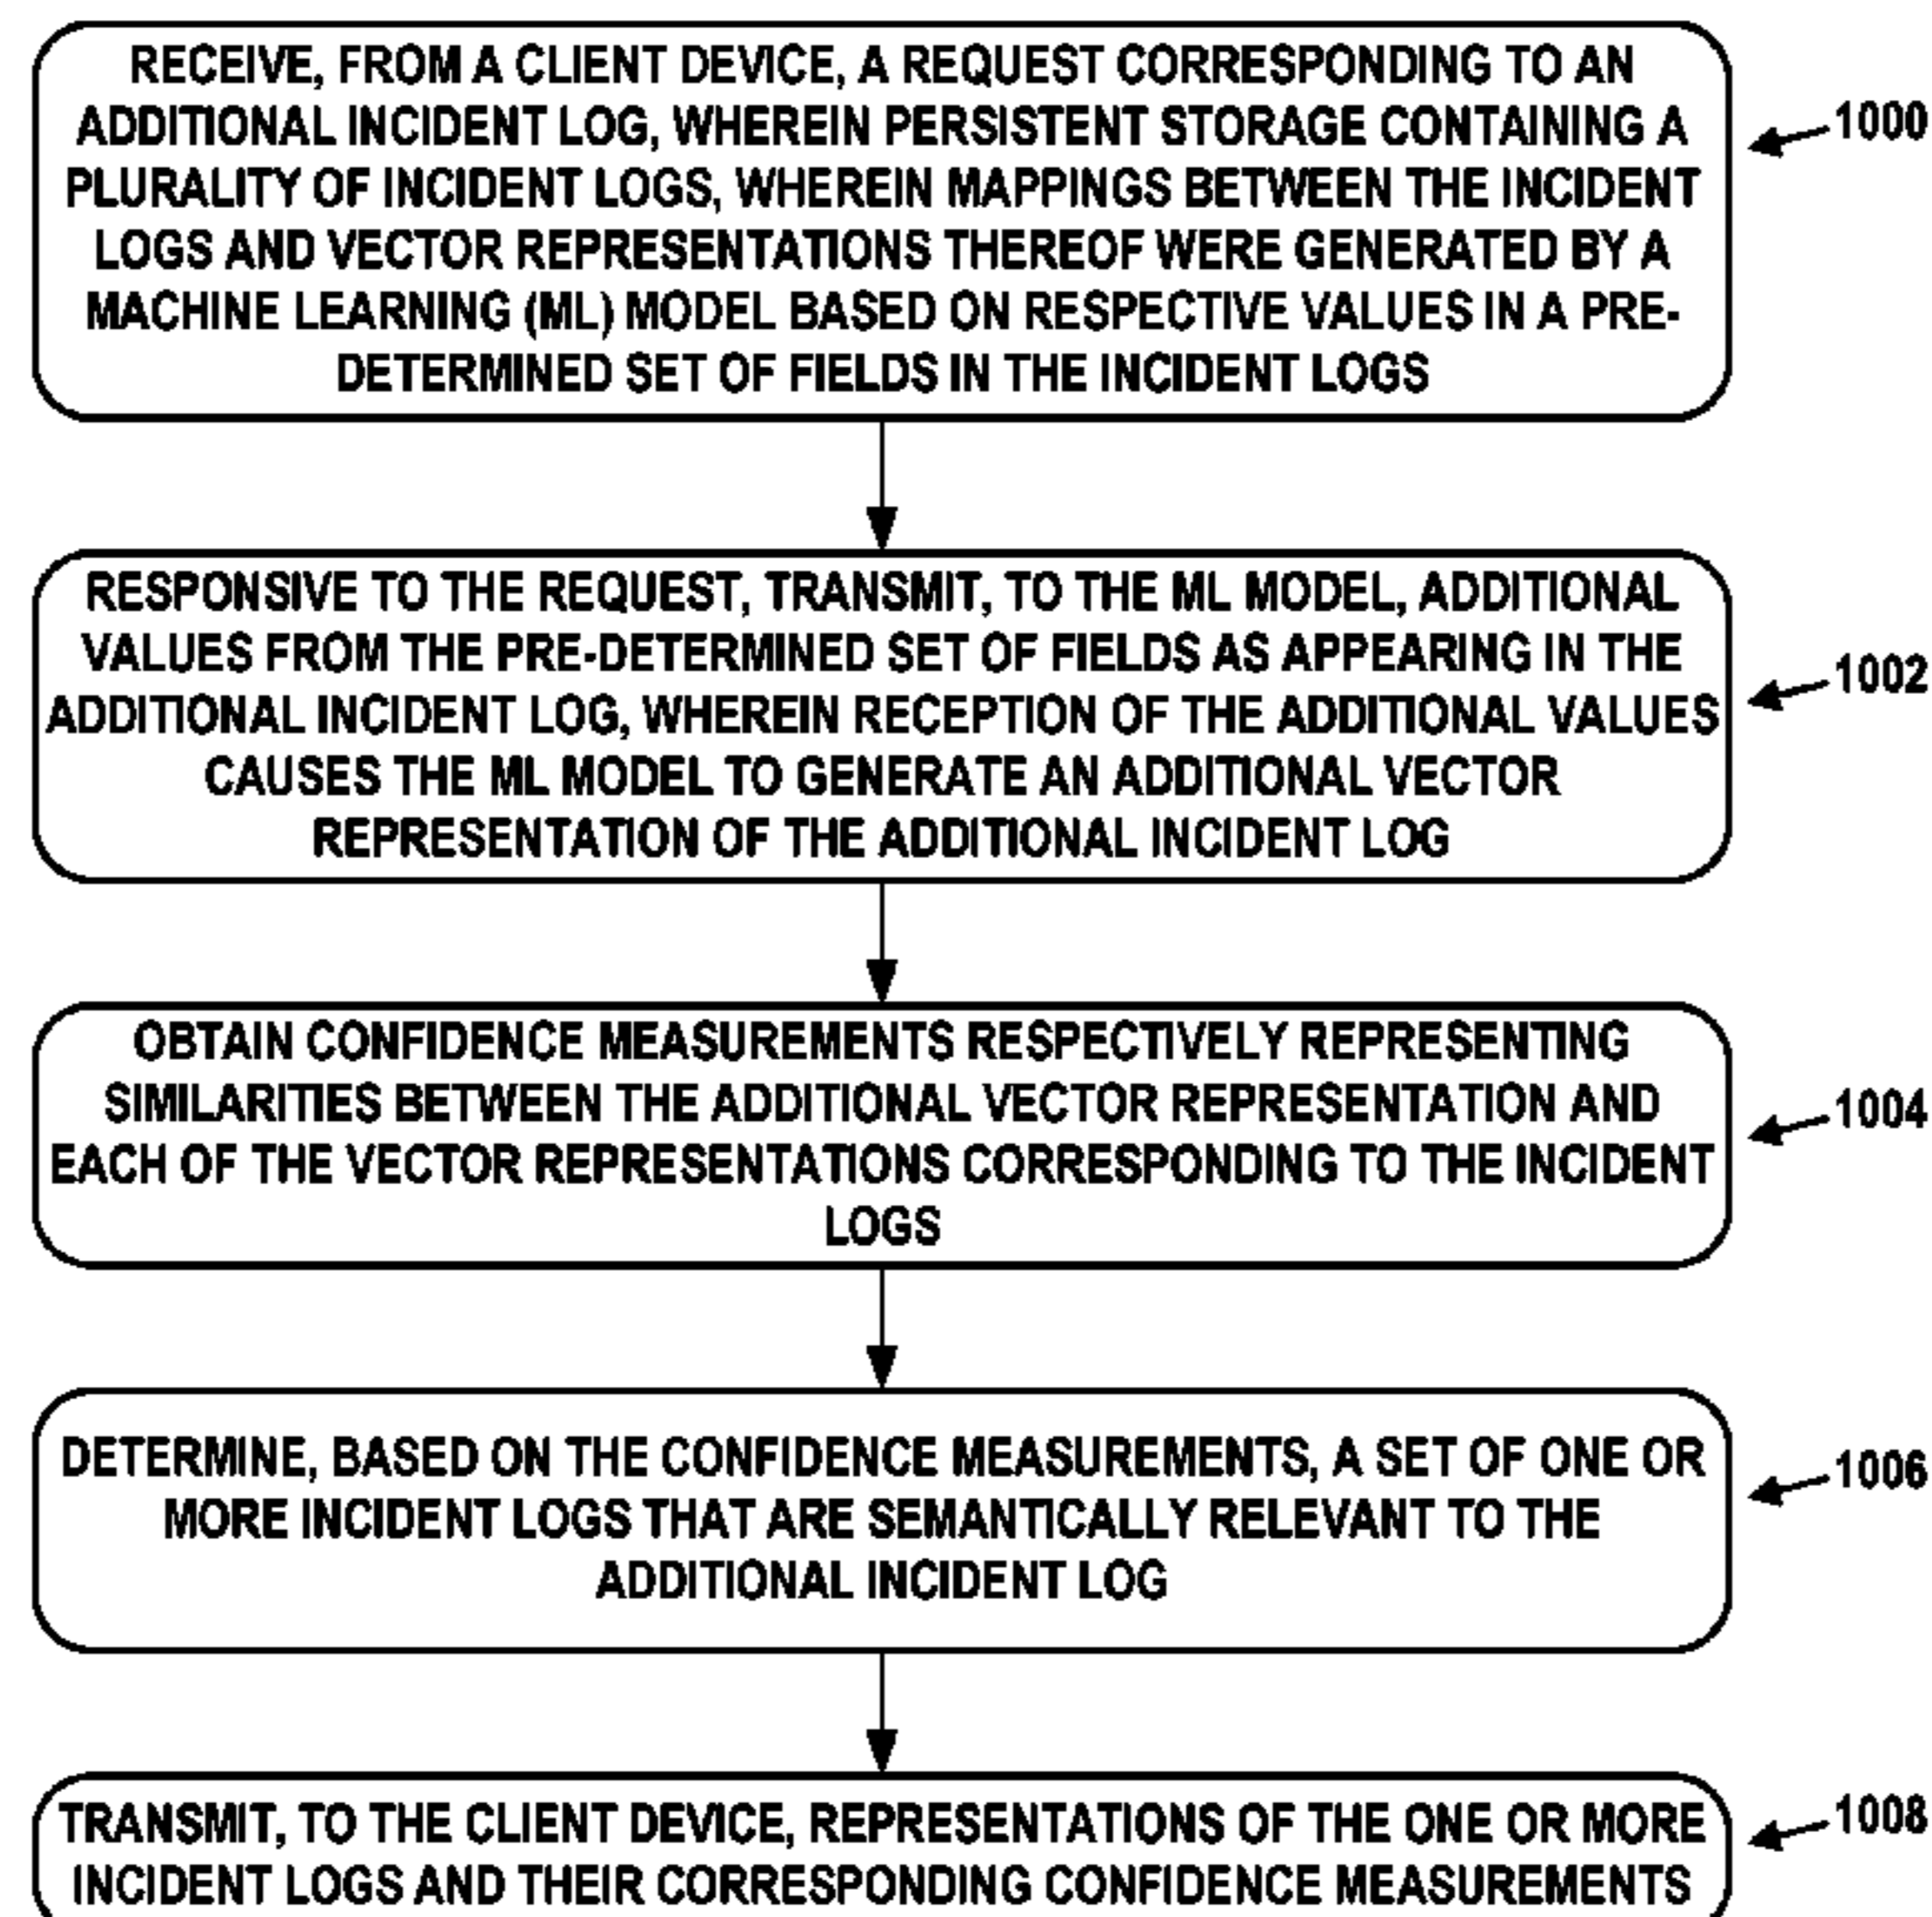 RECEIVE, FROM A CLIENT DEVICE, A REQUEST CORRESPONDING TO AN
ADDITIONAL INCIDENT LOG, WHEREIN PERSISTENT STORAGE CONTAINING A
PLURALITY OF INCIDENT LOGS, WHEREIN MAPPINGS BETWEEN THE INCIDENT
LOGS AND VECTOR REPRESENTATIONS THEREOF WERE GENERATED BY A
MACHINE LEARNING (ML) MODEL BASED ON RESPECTIVE VALUES IN A PRE-
DETERMINED SET OF FIELDS IN THE INCIDENT LOGS
1000
RESPONSIVE TO THE REQUEST, TRANSMIT, TO THE ML MODEL, ADDITIONAL
VALUES FROM THE PRE-DETERMINED SET OF FIELDS AS APPEARING IN THE
ADDITIONAL INCIDENT LOG, WHEREIN RECEPTION OF THE ADDITIONAL VALUES
CAUSES THE ML MODEL TO GENERATE AN ADDITIONAL VECTOR
REPRESENTATION OF THE ADDITIONAL INCIDENT LOG
1002
OBTAIN CONFIDENCE MEASUREMENTS RESPECTIVELY REPRESENTING
SIMILARITIES BETWEEN THE ADDITIONAL VECTOR REPRESENTATION AND
EACH OF THE VECTOR REPRESENTATIONS CORRESPONDING TO THE INCIDENT
LOGS
1004
DETERMINE, BASED ON THE CONFIDENCE MEASUREMENTS, A SET OF ONE OR
MORE INCIDENT LOGS THAT ARE SEMANTICALLY RELEVANT TO THE
ADDITIONAL INCIDENT LOG
1006
TRANSMIT, TO THE CLIENT DEVICE, REPRESENTATIONS OF THE ONE OR MORE
INCIDENT LOGS AND THEIR CORRESPONDING CONFIDENCE MEASUREMENTS
1008